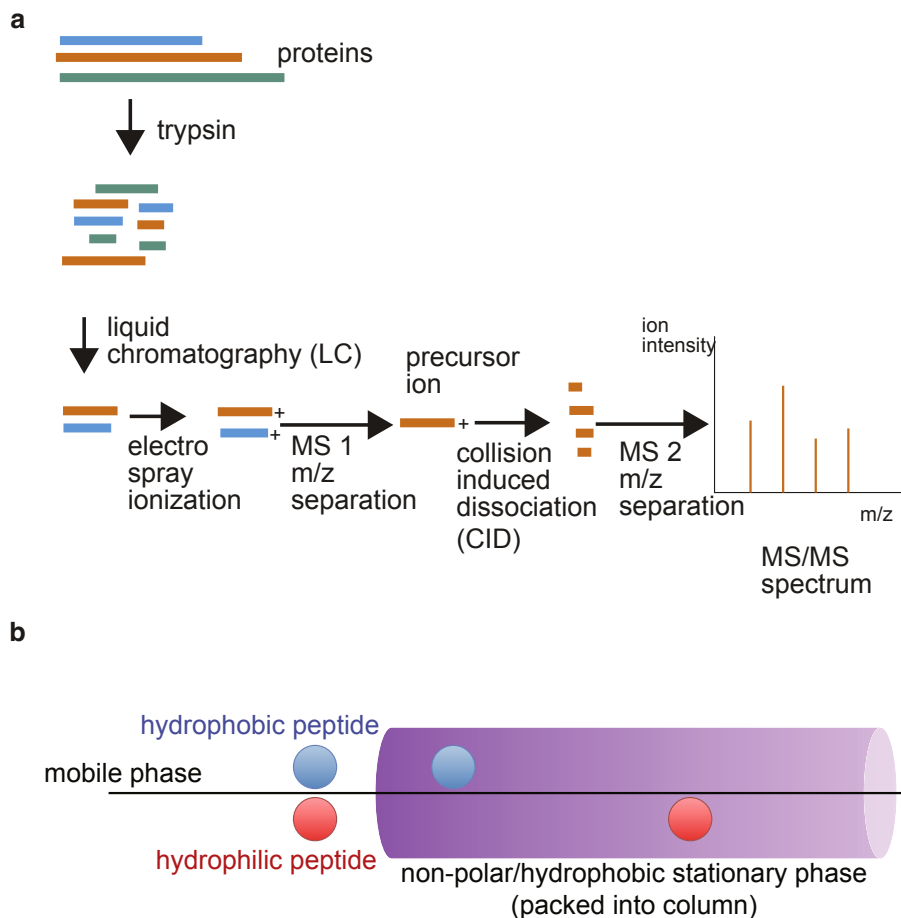 a
proteins
trypsin
liquid
chromatography (LC)
electro
spray
ionization
+
+
MS 1
m/z
separation
precursor
ion
+
collision
induced
dissociation
(CID)
MS 2
m/z
separation
ion
intensity
m/z
MS/MS
spectrum
b
hydrophobic peptide
mobile phase
hydrophilic peptide
non-polar/hydrophobic stationary phase
(packed into column)